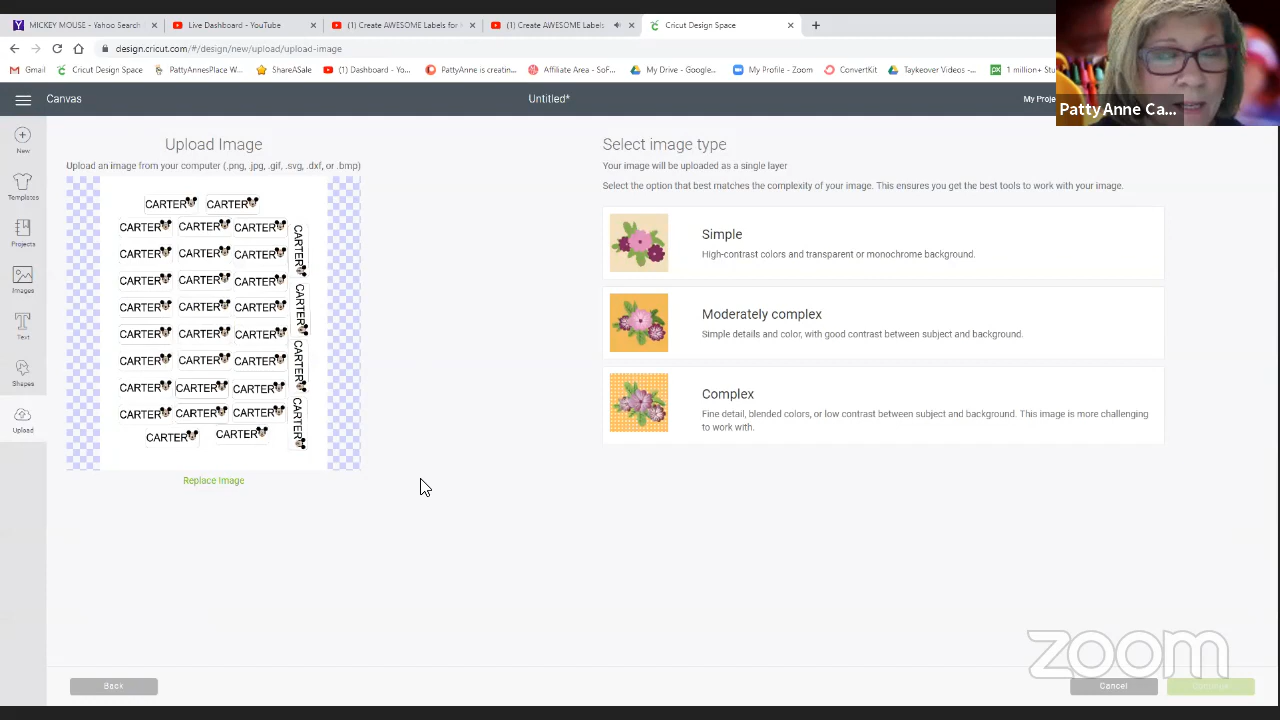 MICKEY MOUSE - Yahoo Search
Live Dashboard - YouTube
(1) Create AWESOME Labels for
(1) Create AWESOME Labels
Cricut Design Space
design.cricut.com/#/design/new/upload/upload-image
Gmail
Cricut Design Space
PattyAnnesPlace W...
ShareASale
(1) Dashboard - Yo...
PattyAnne is creatin...
Affiliate Area - SoF...
My Drive - Google...
My Profile - Zoom
ConvertKit
Taykeover Videos -...
1 million+ Stu
Canvas
Untitled*
My Proje
PattyAnne Ca...
New
Templates
Projects
Images
Text
Shapes
Upload
Upload Image
Upload an image from your computer (.png, .jpg, .gif, .svg, .dxf, or .bmp)
CARTER CARTER
CARTER CARTER CARTER
CARTER CARTER CARTER
CARTER CARTER CARTER
CARTER CARTER CARTER
CARTER CARTER CARTER
CARTER CARTER CARTER
CARTER CARTER CARTER
CARTER CARTER CARTER
CARTER CARTER
CARTER
CARTER
CARTER
CARTER
Replace Image
Select image type
Your image will be uploaded as a single layer
Select the option that best matches the complexity of your image. This ensures you get the best tools to work with your image.
Simple
High-contrast colors and transparent or monochrome background.
Moderately complex
Simple details and color, with good contrast between subject and background.
Complex
Fine detail, blended colors, or low contrast between subject and background. This image is more challenging
to work with.
Back
Cancel
Continue
zoom